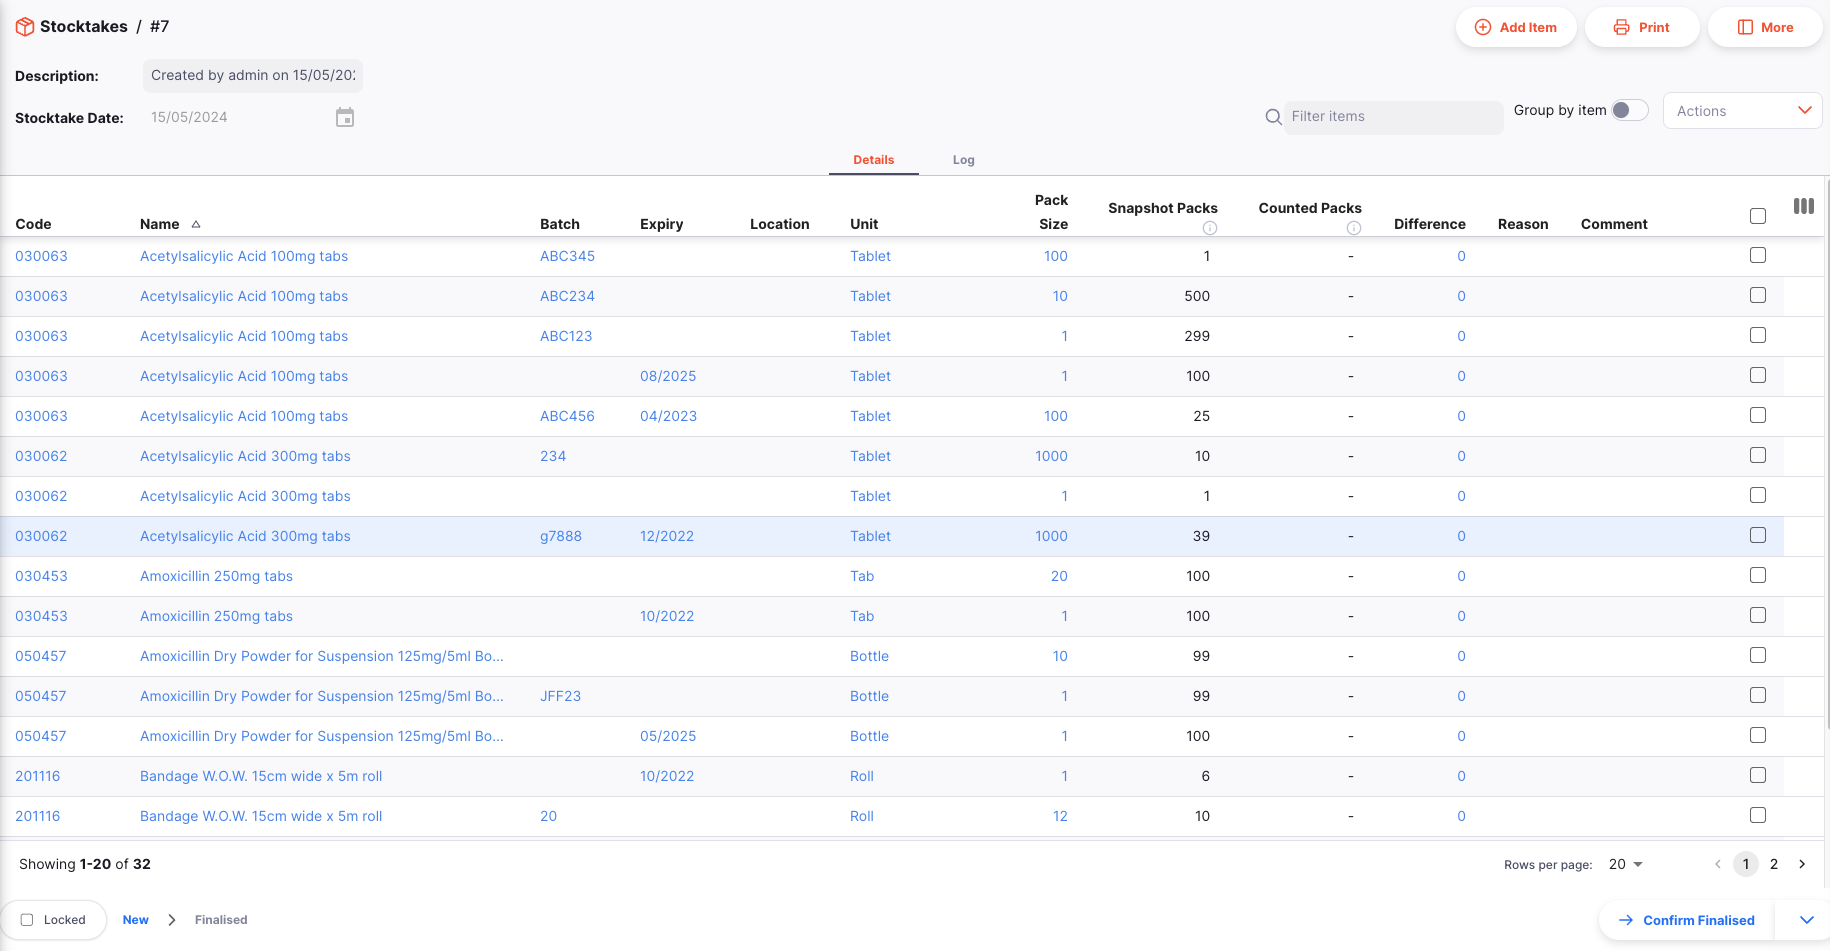 Stocktakes / #7
Add Item
Print
More
Description:
Created by admin on 15/05/202
Stocktake Date:
15/05/2024
Filter items
Group by item
Actions
Details
Log
Code Name Batch Expiry Location Unit Pack Size Snapshot Packs Counted Packs Difference Reason Comment
030063 Acetylsalicylic Acid 100mg tabs ABC345 Tablet 100 1 - 0
030063 Acetylsalicylic Acid 100mg tabs ABC234 Tablet 10 500 - 0
030063 Acetylsalicylic Acid 100mg tabs ABC123 Tablet 1 299 - 0
030063 Acetylsalicylic Acid 100mg tabs 08/2025 Tablet 1 100 - 0
030063 Acetylsalicylic Acid 100mg tabs ABC456 04/2023 Tablet 100 25 - 0
030062 Acetylsalicylic Acid 300mg tabs 234 Tablet 1000 10 - 0
030062 Acetylsalicylic Acid 300mg tabs Tablet 1 1 - 0
030062 Acetylsalicylic Acid 300mg tabs g7888 12/2022 Tablet 1000 39 - 0
030453 Amoxicillin 250mg tabs Tab 20 100 - 0
030453 Amoxicillin 250mg tabs 10/2022 Tab 1 100 - 0
050457 Amoxicillin Dry Powder for Suspension 125mg/5ml Bo... Bottle 10 99 - 0
050457 Amoxicillin Dry Powder for Suspension 125mg/5ml Bo... JFF23 Bottle 1 99 - 0
050457 Amoxicillin Dry Powder for Suspension 125mg/5ml Bo... 05/2025 Bottle 1 100 - 0
201116 Bandage W.O.W. 15cm wide x 5m roll 10/2022 Roll 1 6 - 0
201116 Bandage W.O.W. 15cm wide x 5m roll 20 Roll 12 10 - 0
Showing 1-20 of 32
Rows per page: 20
1 2
Locked
New
Finalised
Confirm Finalised